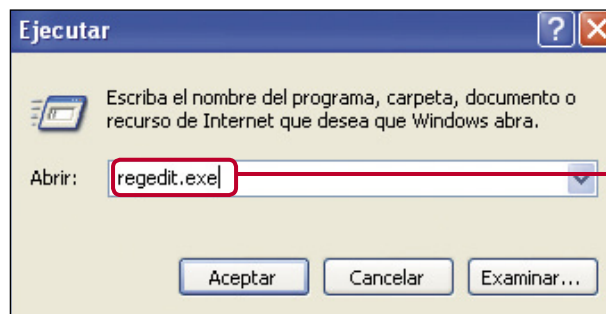 Ejecutar
Escriba el nombre del programa, carpeta, documento o
recurso de Internet que desea que Windows abra.
Abrir: regedit.exe
Aceptar Cancelar Examinar...